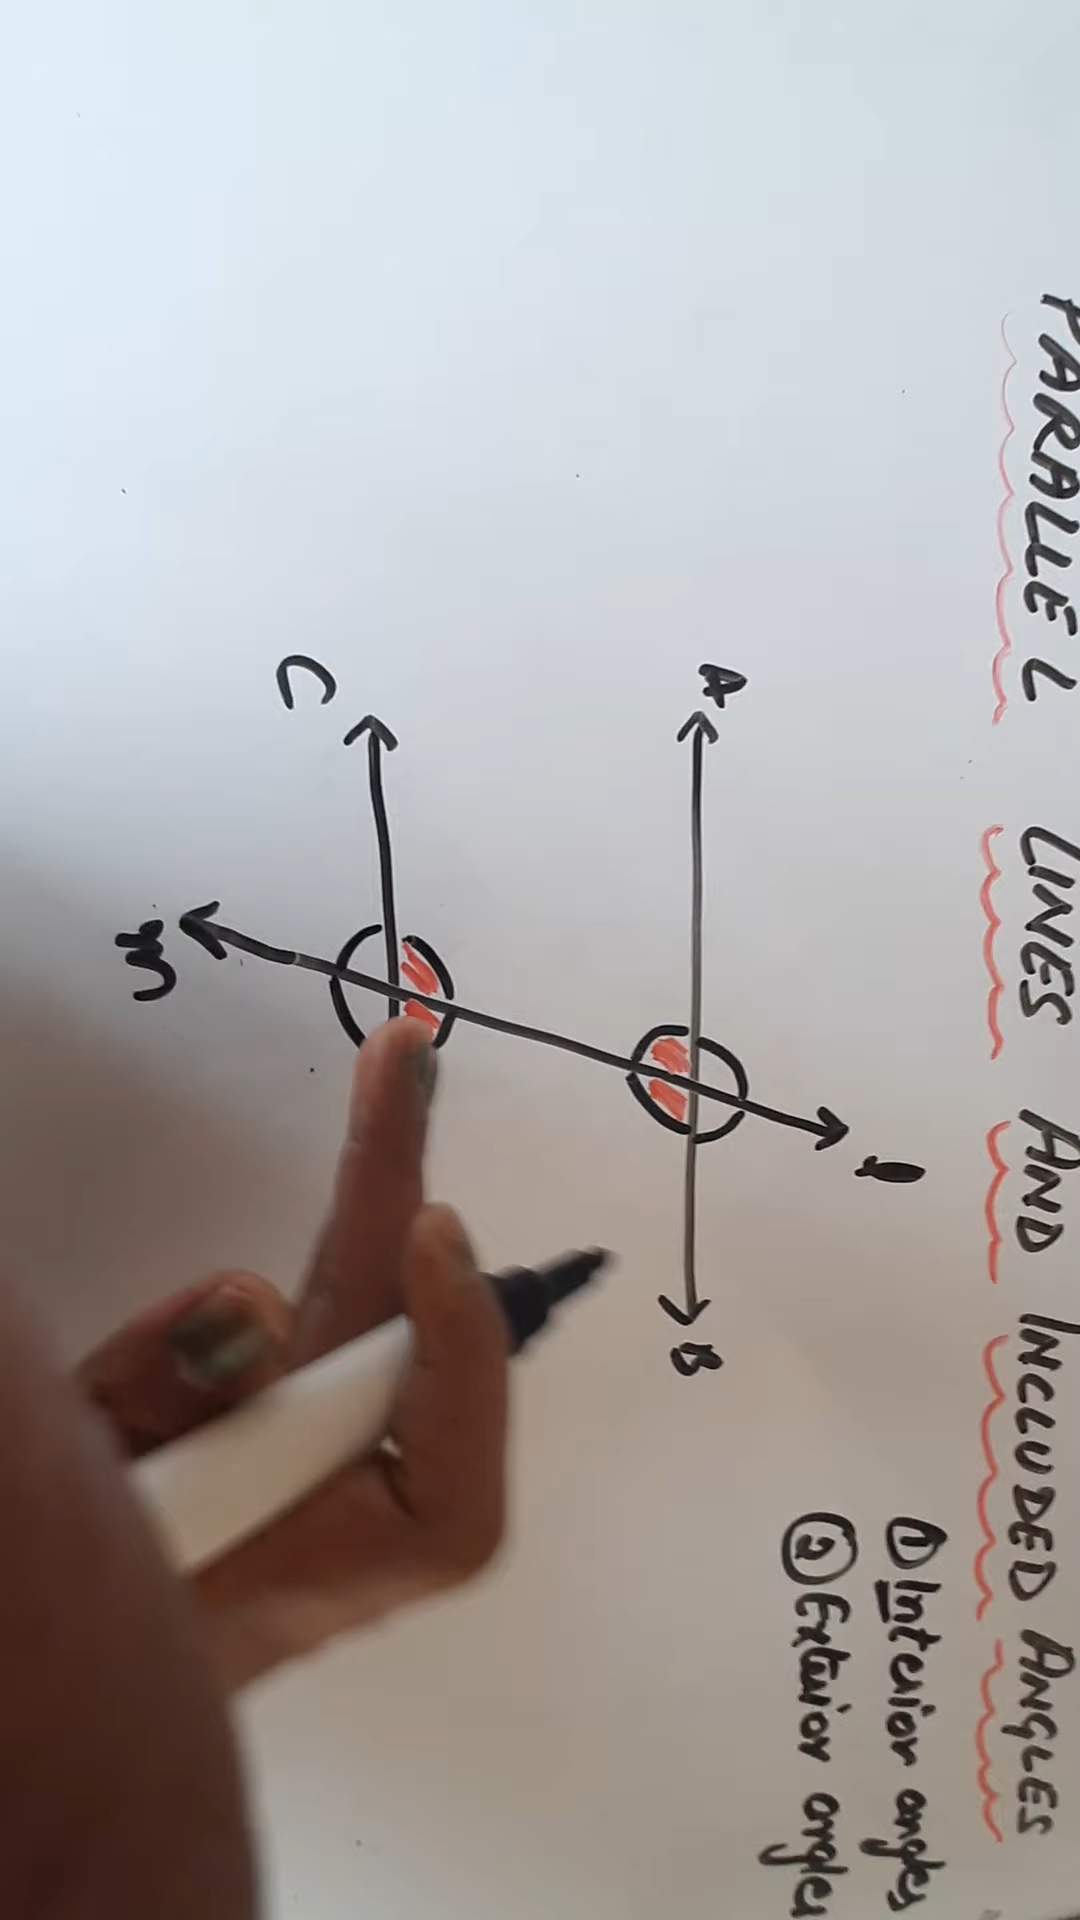 PARALLEL LINES AND INCLUDED ANGLES
① Interior angles
② Exterior angles
A
B
C